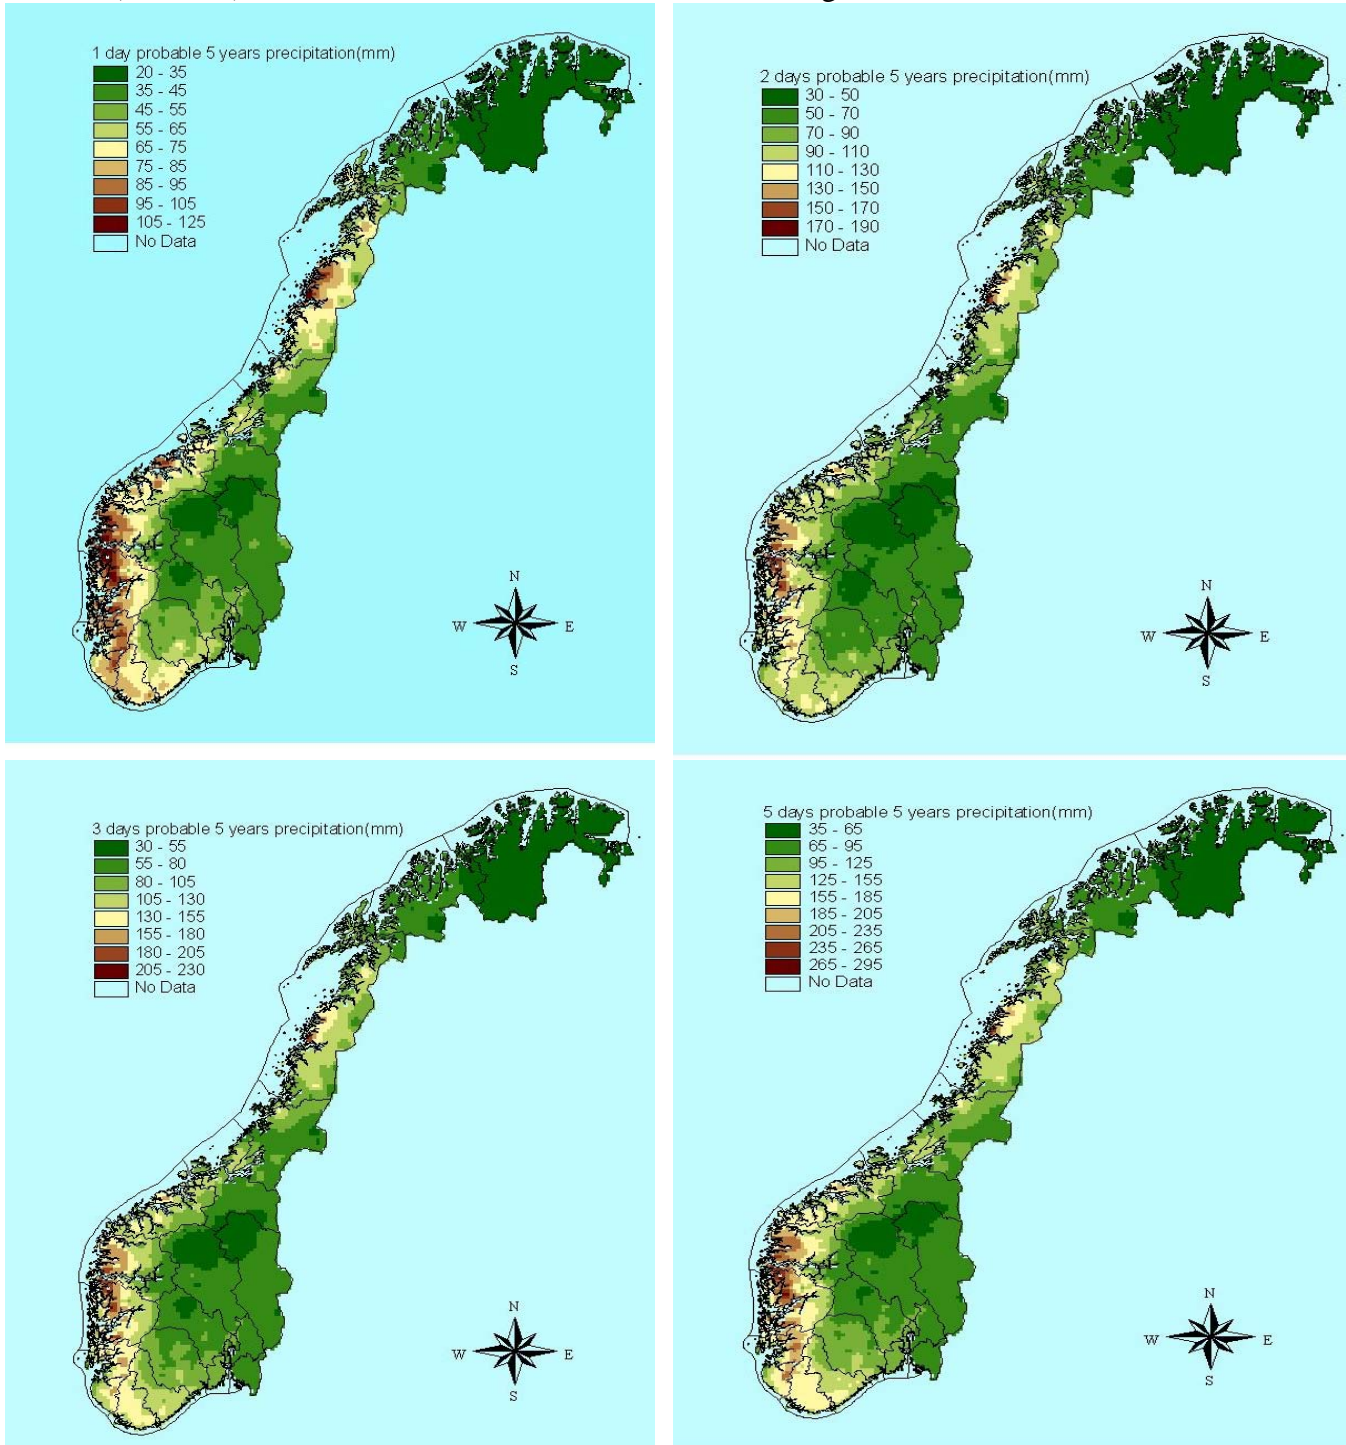 1 day probable 5 years precipitation(mm)
20 - 35
35 - 45
45 - 55
55 - 65
65 - 75
75 - 85
85 - 95
95 - 105
105 - 125
No Data
N
W E
S
2 days probable 5 years precipitation(mm)
30 - 50
50 - 70
70 - 90
90 - 110
110 - 130
130 - 150
150 - 170
170 - 190
No Data
N
W E
S
3 days probable 5 years precipitation(mm)
30 - 55
55 - 80
80 - 105
105 - 130
130 - 155
155 - 180
180 - 205
205 - 230
No Data
N
W E
S
5 days probable 5 years precipitation(mm)
35 - 65
65 - 95
95 - 125
125 - 155
155 - 185
185 - 205
205 - 235
235 - 265
265 - 295
No Data
N
W E
S